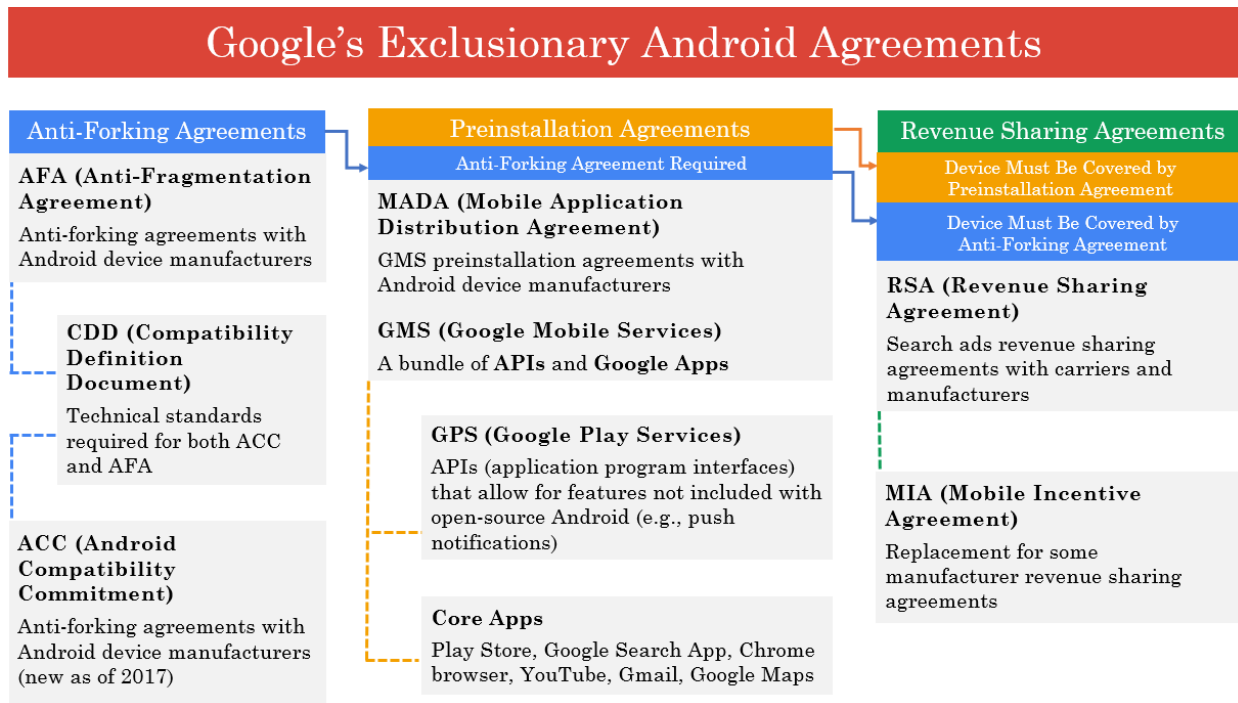 Google's Exclusionary Android Agreements
Anti-Forking Agreements
AFA (Anti-Fragmentation
Agreement)
Anti-forking agreements with
Android device manufacturers
CDD (Compatibility
Definition
Document)
Technical standards
required for both ACC
and AFA
ACC (Android
Compatibility
Commitment)
Anti-forking agreements with
Android device manufacturers
(new as of 2017)
Preinstallation Agreements
Anti-Forking Agreement Required
MADA (Mobile Application
Distribution Agreement)
GMS preinstallation agreements with
Android device manufacturers
GMS (Google Mobile Services)
A bundle of APIs and Google Apps
GPS (Google Play Services)
APIs (application program interfaces)
that allow for features not included with
open-source Android (e.g., push
notifications)
Core Apps
Play Store, Google Search App, Chrome
browser, YouTube, Gmail, Google Maps
Revenue Sharing Agreements
Device Must Be Covered by
Preinstallation Agreement
Device Must Be Covered by
Anti-Forking Agreement
RSA (Revenue Sharing
Agreement)
Search ads revenue sharing
agreements with carriers and
manufacturers
MIA (Mobile Incentive
Agreement)
Replacement for some
manufacturer revenue sharing
agreements